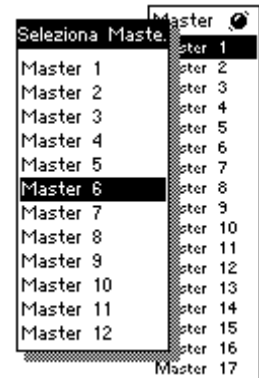 Seleziona Maste.
Master 1
Master 2
Master 3
Master 4
Master 5
Master 6
Master 7
Master 8
Master 9
Master 10
Master 11
Master 12
Master
ster 1
ster 2
ster 3
ster 4
ster 5
ster 6
ster 7
ster 8
ster 9
ster 10
ster 11
ster 12
ster 13
ster 14
ster 15
ster 16
Master 17